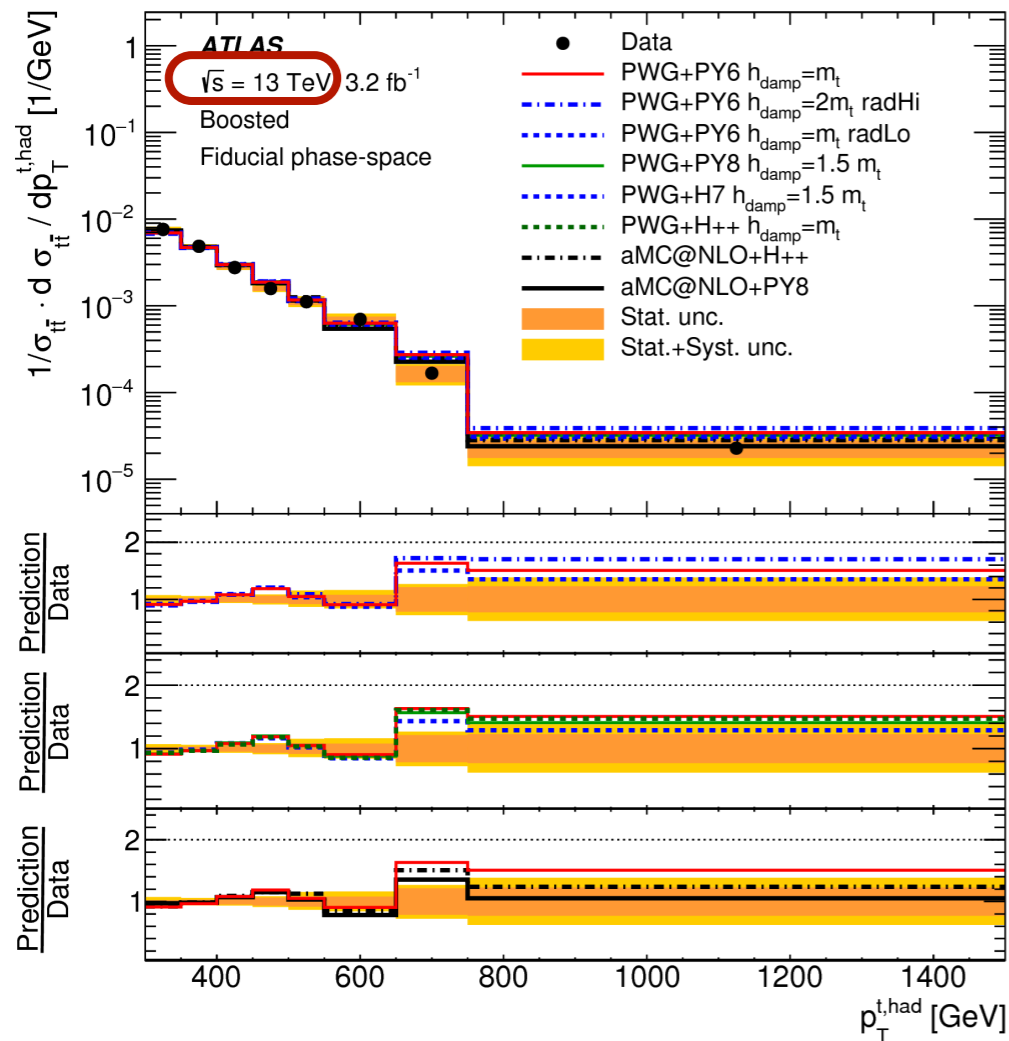 ATLAS
√s = 13 TeV 3.2 fb⁻¹
Boosted
Fiducial phase-space
Data
PWG+PY6 h_damp=m_t
PWG+PY6 h_damp=2m_t radHi
PWG+PY6 h_damp=m_t radLo
PWG+PY8 h_damp=1.5 m_t
PWG+H7 h_damp=1.5 m_t
PWG+H++ h_damp=m_t
aMC@NLO+H++
aMC@NLO+PY8
Stat. unc.
Stat.+Syst. unc.
1/σ_tt̄ · d σ_tt̄ / dp_T^t,had [1/GeV]
1
10⁻¹
10⁻²
10⁻³
10⁻⁴
10⁻⁵
Prediction
Data
2
1
Prediction
Data
2
1
Prediction
Data
2
1
400 600 800 1000 1200 1400
p_T^t,had [GeV]